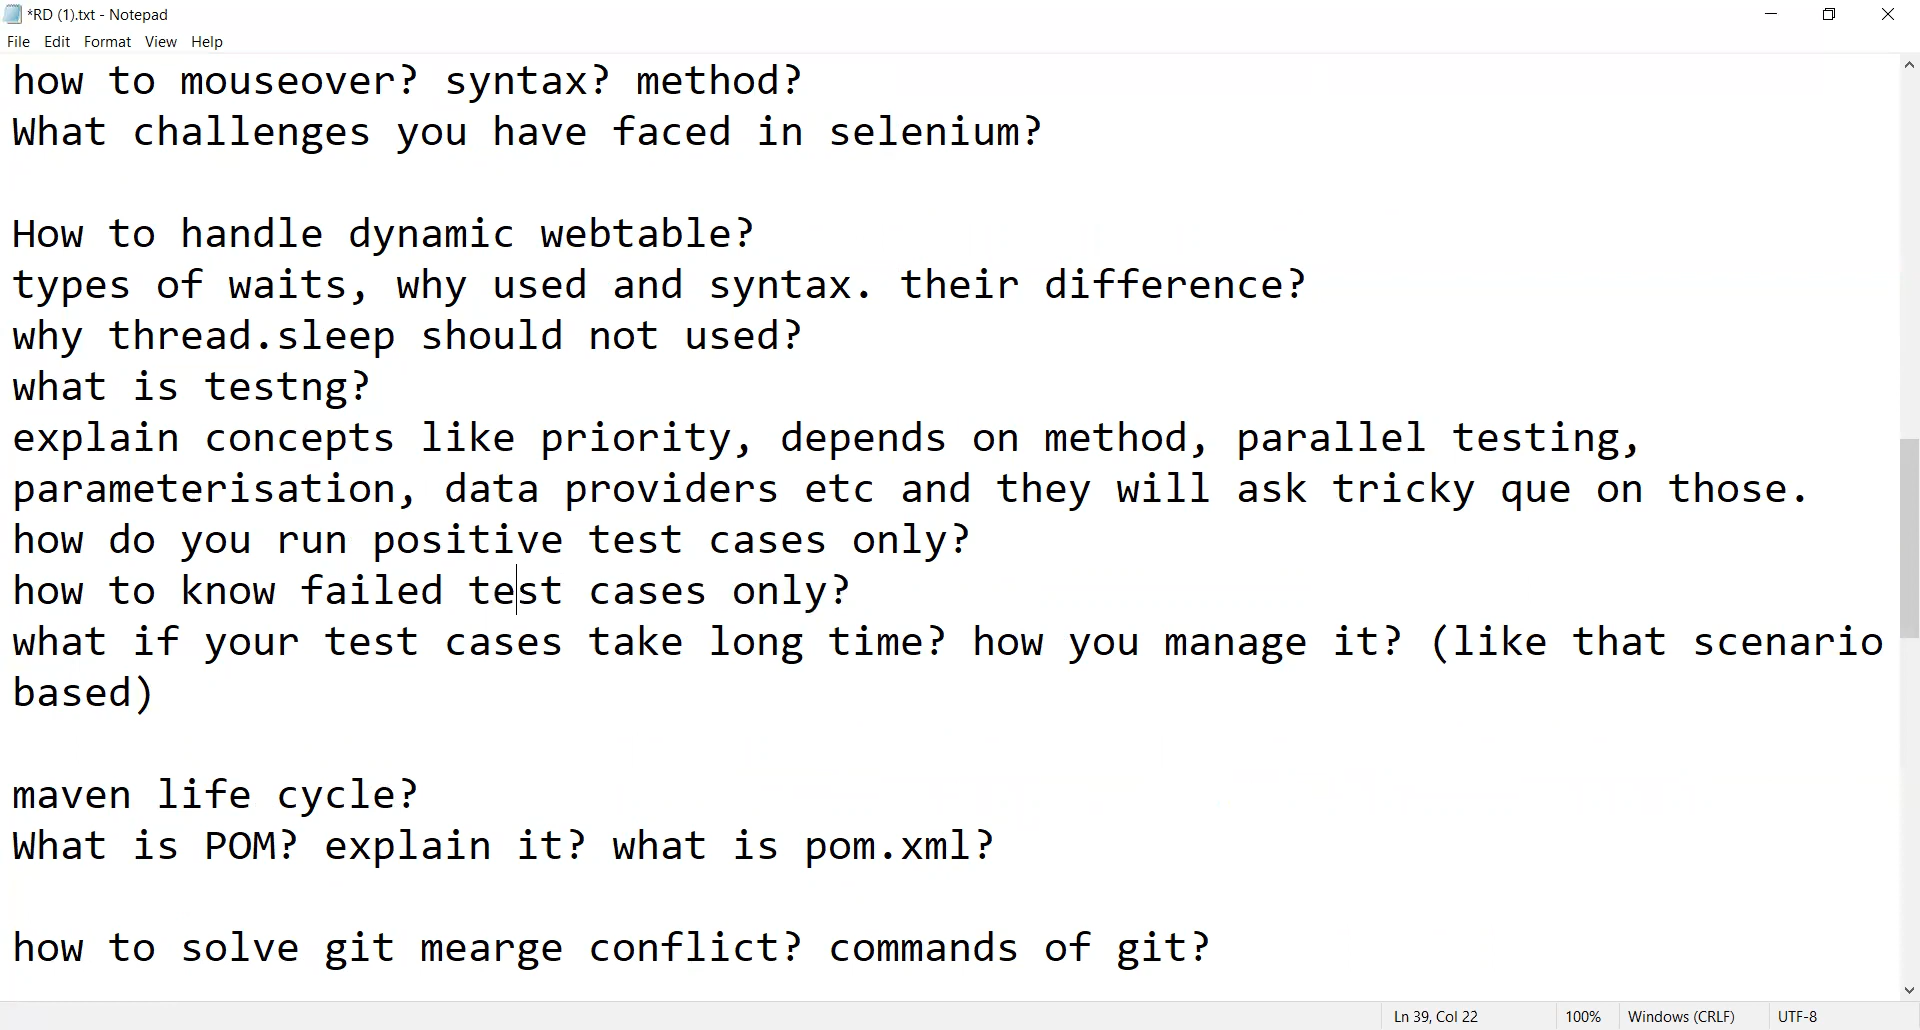 *RD (1).txt - Notepad
File Edit Format View Help
how to mouseover? syntax? method?
What challenges you have faced in selenium?
How to handle dynamic webtable?
types of waits, why used and syntax. their difference?
why thread.sleep should not used?
what is testng?
explain concepts like priority, depends on method, parallel testing,
parameterisation, data providers etc and they will ask tricky que on those.
how do you run positive test cases only?
how to know failed test cases only?
what if your test cases take long time? how you manage it? (like that scenario
based)
maven life cycle?
What is POM? explain it? what is pom.xml?
how to solve git mearge conflict? commands of git?
Ln 39, Col 22 100% Windows (CRLF) UTF-8